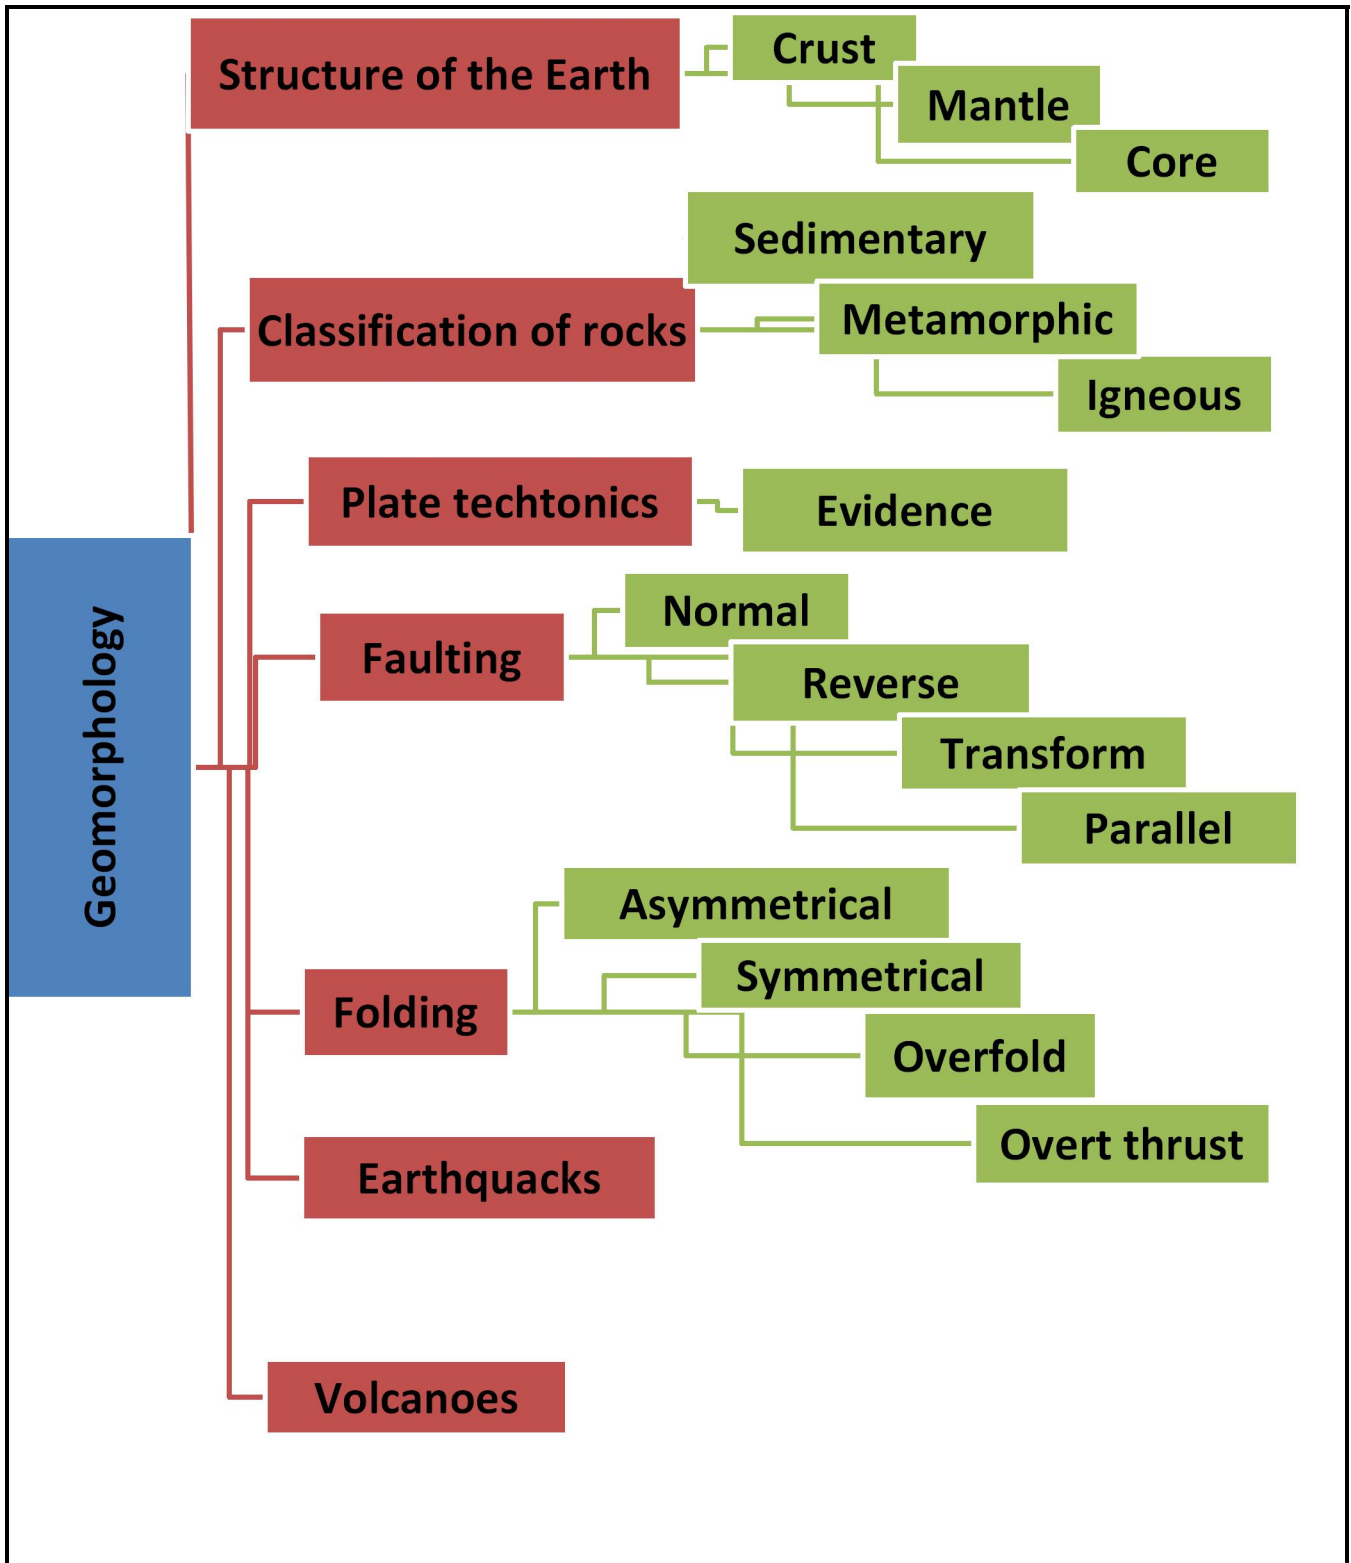 Structure of the Earth
Crust
Mantle
Core
Sedimentary
Classification of rocks
Metamorphic
Igneous
Plate techtonics
Evidence
Geomorphology
Normal
Faulting
Reverse
Transform
Parallel
Asymmetrical
Symmetrical
Folding
Overfold
Overt thrust
Earthquacks
Volcanoes